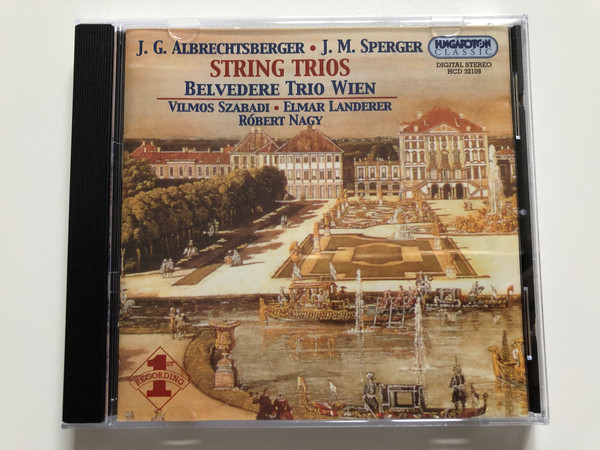 J. G. ALBRECHTSBERGER • J. M. SPERGER
STRING TRIOS
BELVEDERE TRIO WIEN
VILMOS SZABADI • ELMAR LANDERER
RÓBERT NAGY
HUNGAROTON
CLASSIC
DIGITAL STEREO
HCD 32109
1ST
RECORDING